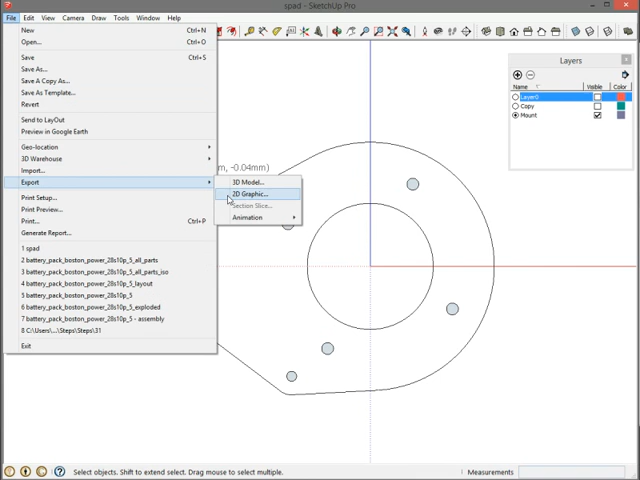 spad - SketchUp Pro
File Edit View Camera Draw Tools Window Help
New Ctrl+N
Open... Ctrl+O
Save Ctrl+S
Save As...
Save A Copy As...
Save As Template...
Revert
Send to LayOut
Preview in Google Earth
Geo-location
3D Warehouse
Import...
Export
3D Model...
2D Graphic...
Section Slice...
Animation
Print Setup...
Print Preview...
Print... Ctrl+P
Generate Report...
1 spad
2 battery_pack_boston_power_28s10p_5_all_parts
3 battery_pack_boston_power_28s10p_5_all_parts_iso
4 battery_pack_boston_power_28s10p_5_layout
5 battery_pack_boston_power_28s10p_5
6 battery_pack_boston_power_28s10p_5_exploded
7 battery_pack_boston_power_28s10p_5 - assembly
8 C:\Users\...\Steps\Steps\31
Exit
m, -0.04mm)
Layers
Name Visible Color
Layer0
Copy
Mount
Select objects. Shift to extend select. Drag mouse to select multiple.
Measurements